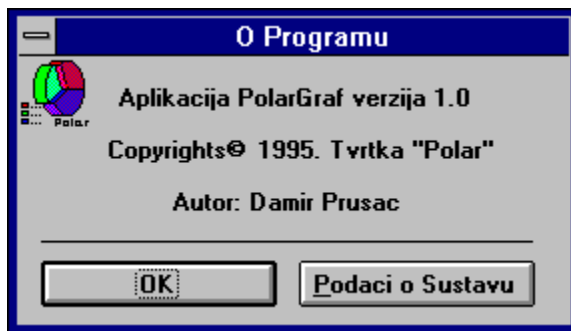 O Programu
Polar
Aplikacija PolarGraf verzija 1.0
Copyrights© 1995. Tvrtka "Polar"
Autor: Damir Prusac
OK
Podaci o Sustavu